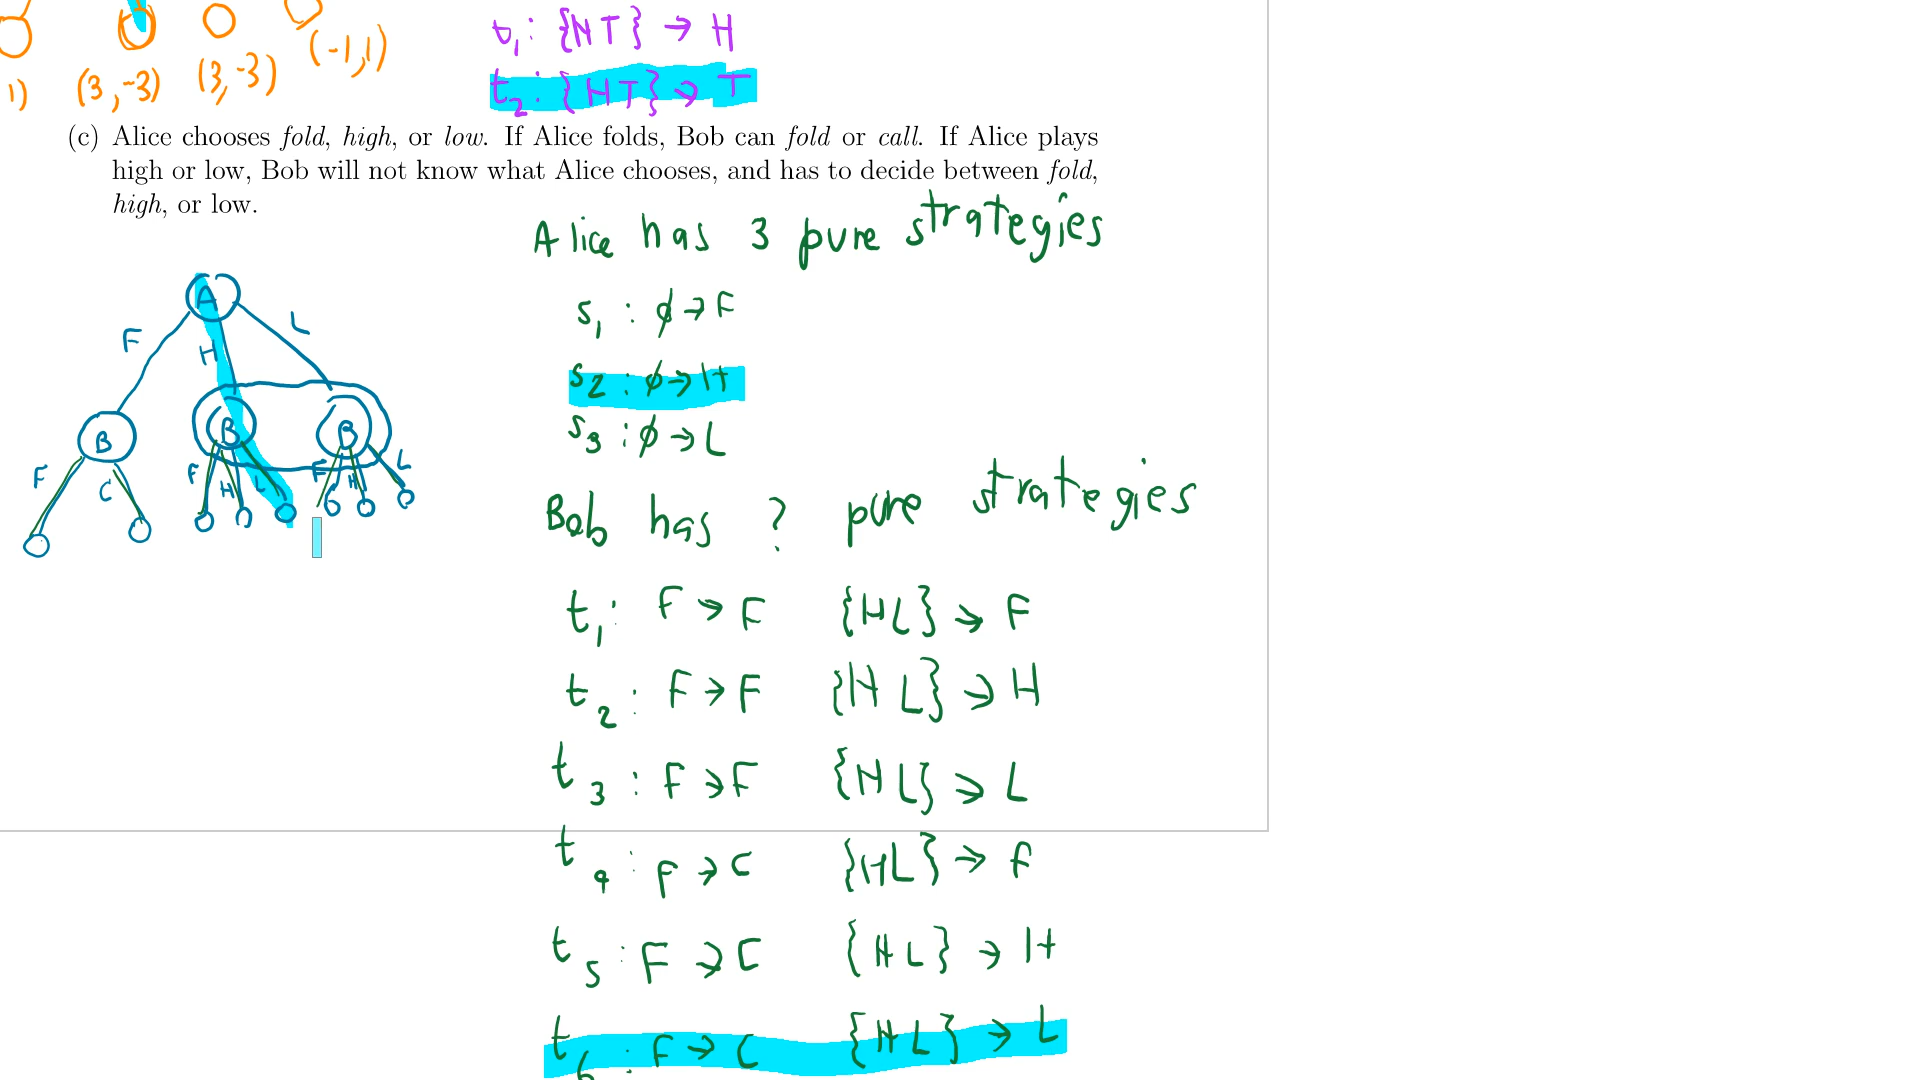 t₁: {HT} → H
1) (3,-3) (3,-3) (-1,1)
t₂: {HT} → T
(c) Alice chooses fold, high, or low. If Alice folds, Bob can fold or call. If Alice plays
high or low, Bob will not know what Alice chooses, and has to decide between fold,
high, or low.
Alice has 3 pure strategies
A
F H L
B B B
F C F H L F H L
s₁ : ϕ → F
s₂ : ϕ → H
s₃ : ϕ → L
Bob has ? pure strategies
t₁: F → F {HL} → F
t₂: F → F {HL} → H
t₃: F → F {HL} → L
t₄: F → C {HL} → F
t₅: F → C {HL} → H
t₆: F → C {HL} → L